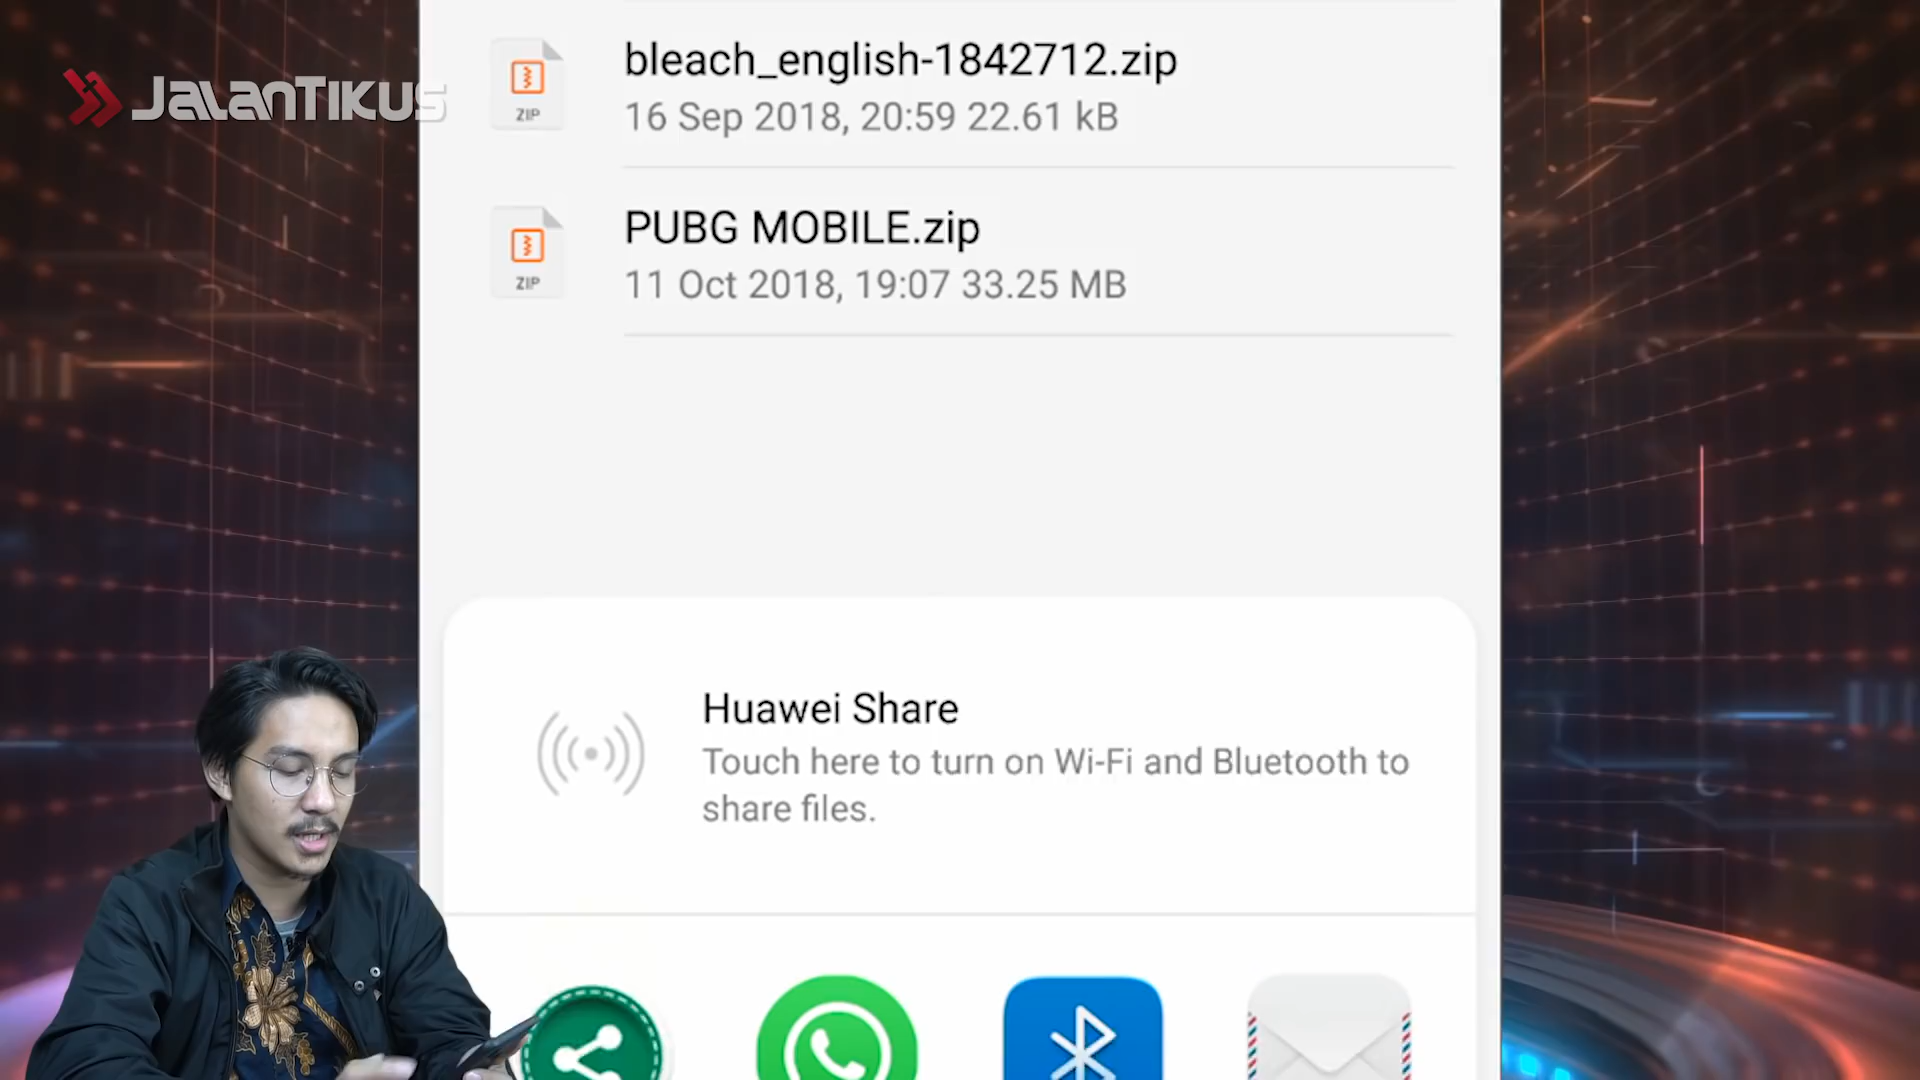 JALANTIKUS
bleach_english-1842712.zip
16 Sep 2018, 20:59 22.61 kB
ZIP
PUBG MOBILE.zip
11 Oct 2018, 19:07 33.25 MB
ZIP
Huawei Share
Touch here to turn on Wi-Fi and Bluetooth to
share files.